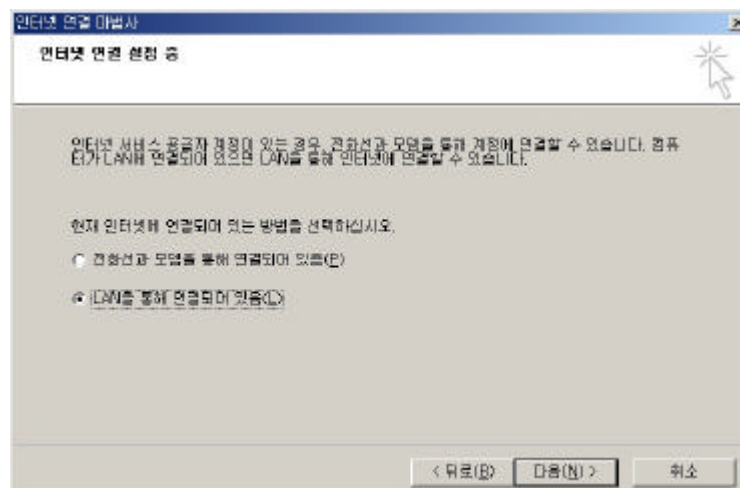 인터넷 연결 마법사
인터넷 연결 설정 중
인터넷 서비스 공급자 계정이 있는 경우, 전화선과 모뎀을 통해 계정에 연결할 수 있습니다. 컴퓨
터가 LAN에 연결되어 있으면 LAN을 통해 인터넷에 연결할 수 있습니다.
현재 인터넷에 연결되어 있는 방법을 선택하십시오.
전화선과 모뎀을 통해 연결되어 있음(P)
LAN을 통해 연결되어 있음(L)
< 뒤로(B) 다음(N) > 취소